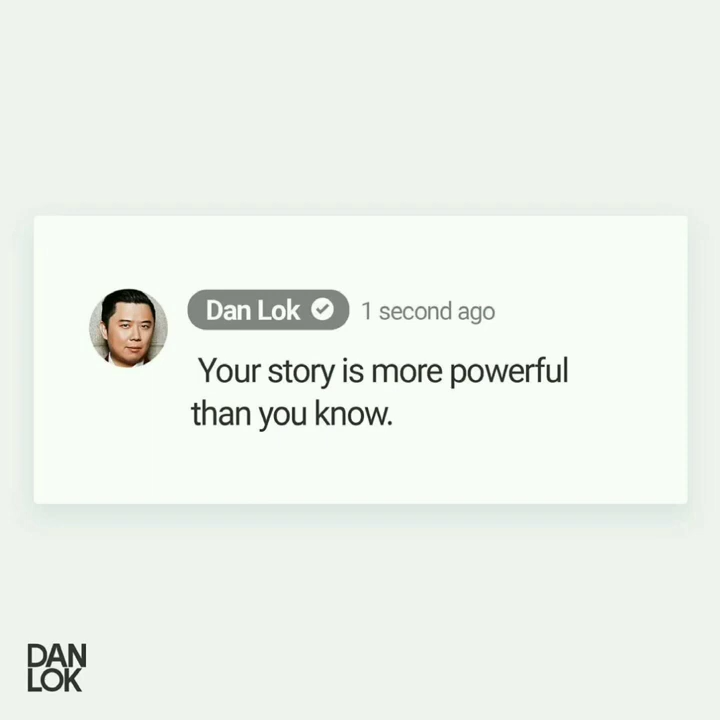 Dan Lok 1 second ago
Your story is more powerful
than you know.
DAN
LOK